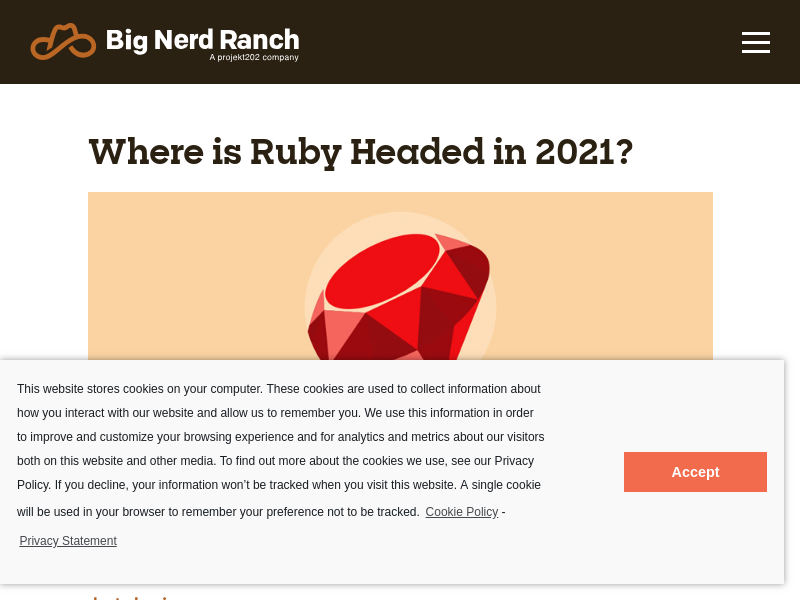 Big Nerd Ranch
A projekt202 company
Where is Ruby Headed in 2021?
This website stores cookies on your computer. These cookies are used to collect information about
how you interact with our website and allow us to remember you. We use this information in order
to improve and customize your browsing experience and for analytics and metrics about our visitors
both on this website and other media. To find out more about the cookies we use, see our Privacy
Policy. If you decline, your information won’t be tracked when you visit this website. A single cookie
will be used in your browser to remember your preference not to be tracked. Cookie Policy -
Privacy Statement
Accept